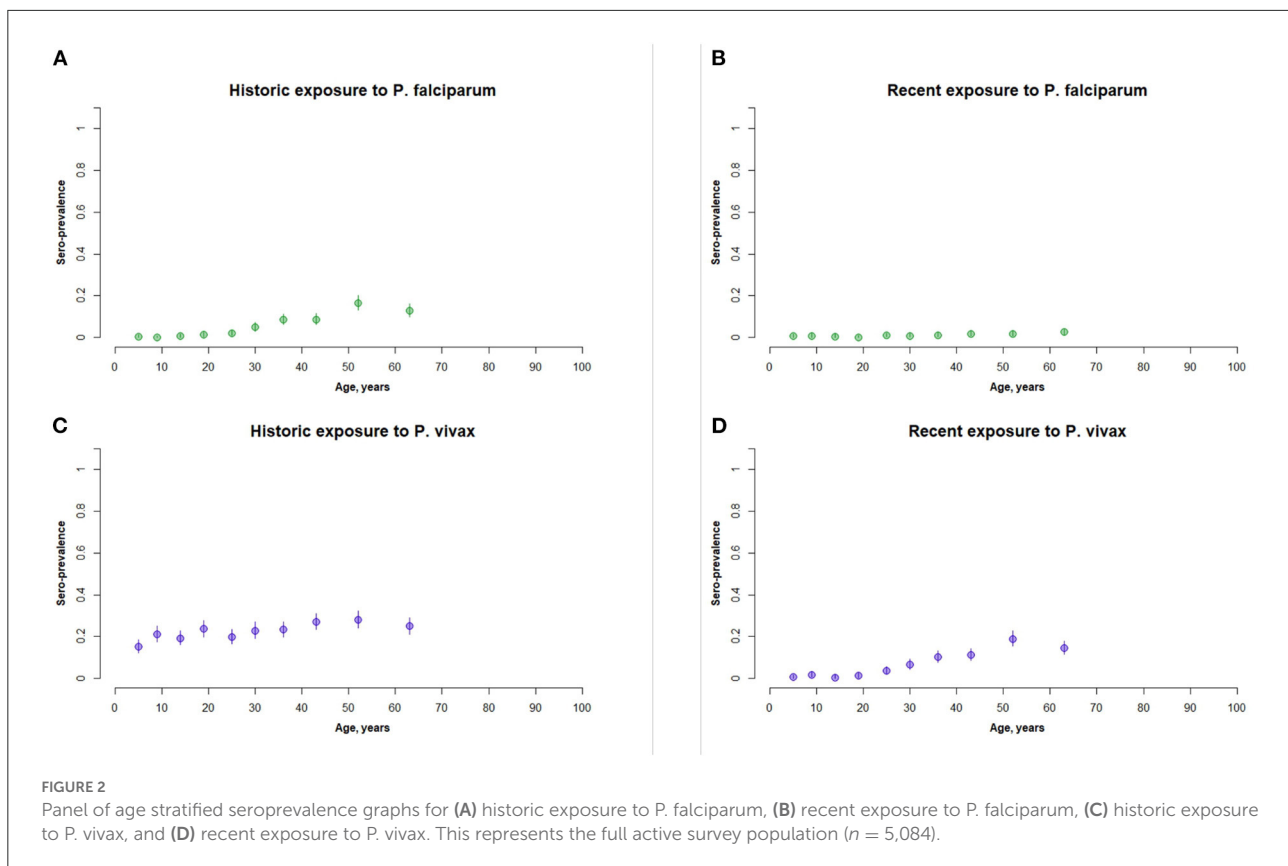 A
Historic exposure to P. falciparum
Sero-prevalence
0 0.2 0.4 0.6 0.8 1
0 10 20 30 40 50 60 70 80 90 100
Age, years
B
Recent exposure to P. falciparum
Sero-prevalence
0 0.2 0.4 0.6 0.8 1
0 10 20 30 40 50 60 70 80 90 100
Age, years
C
Historic exposure to P. vivax
Sero-prevalence
0 0.2 0.4 0.6 0.8 1
0 10 20 30 40 50 60 70 80 90 100
Age, years
D
Recent exposure to P. vivax
Sero-prevalence
0 0.2 0.4 0.6 0.8 1
0 10 20 30 40 50 60 70 80 90 100
Age, years
FIGURE 2
Panel of age stratified seroprevalence graphs for (A) historic exposure to P. falciparum, (B) recent exposure to P. falciparum, (C) historic exposure
to P. vivax, and (D) recent exposure to P. vivax. This represents the full active survey population (n = 5,084).